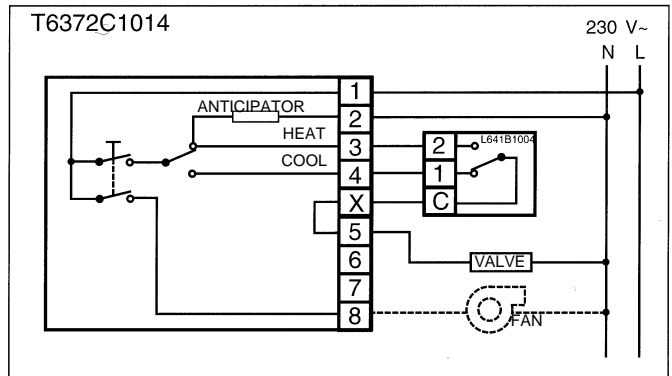 T6372C1014
230 V~
N L
1
ANTICIPATOR
2
HEAT
3
COOL
4
X
5
6
7
8
2
L641B1004
1
C
VALVE
FAN